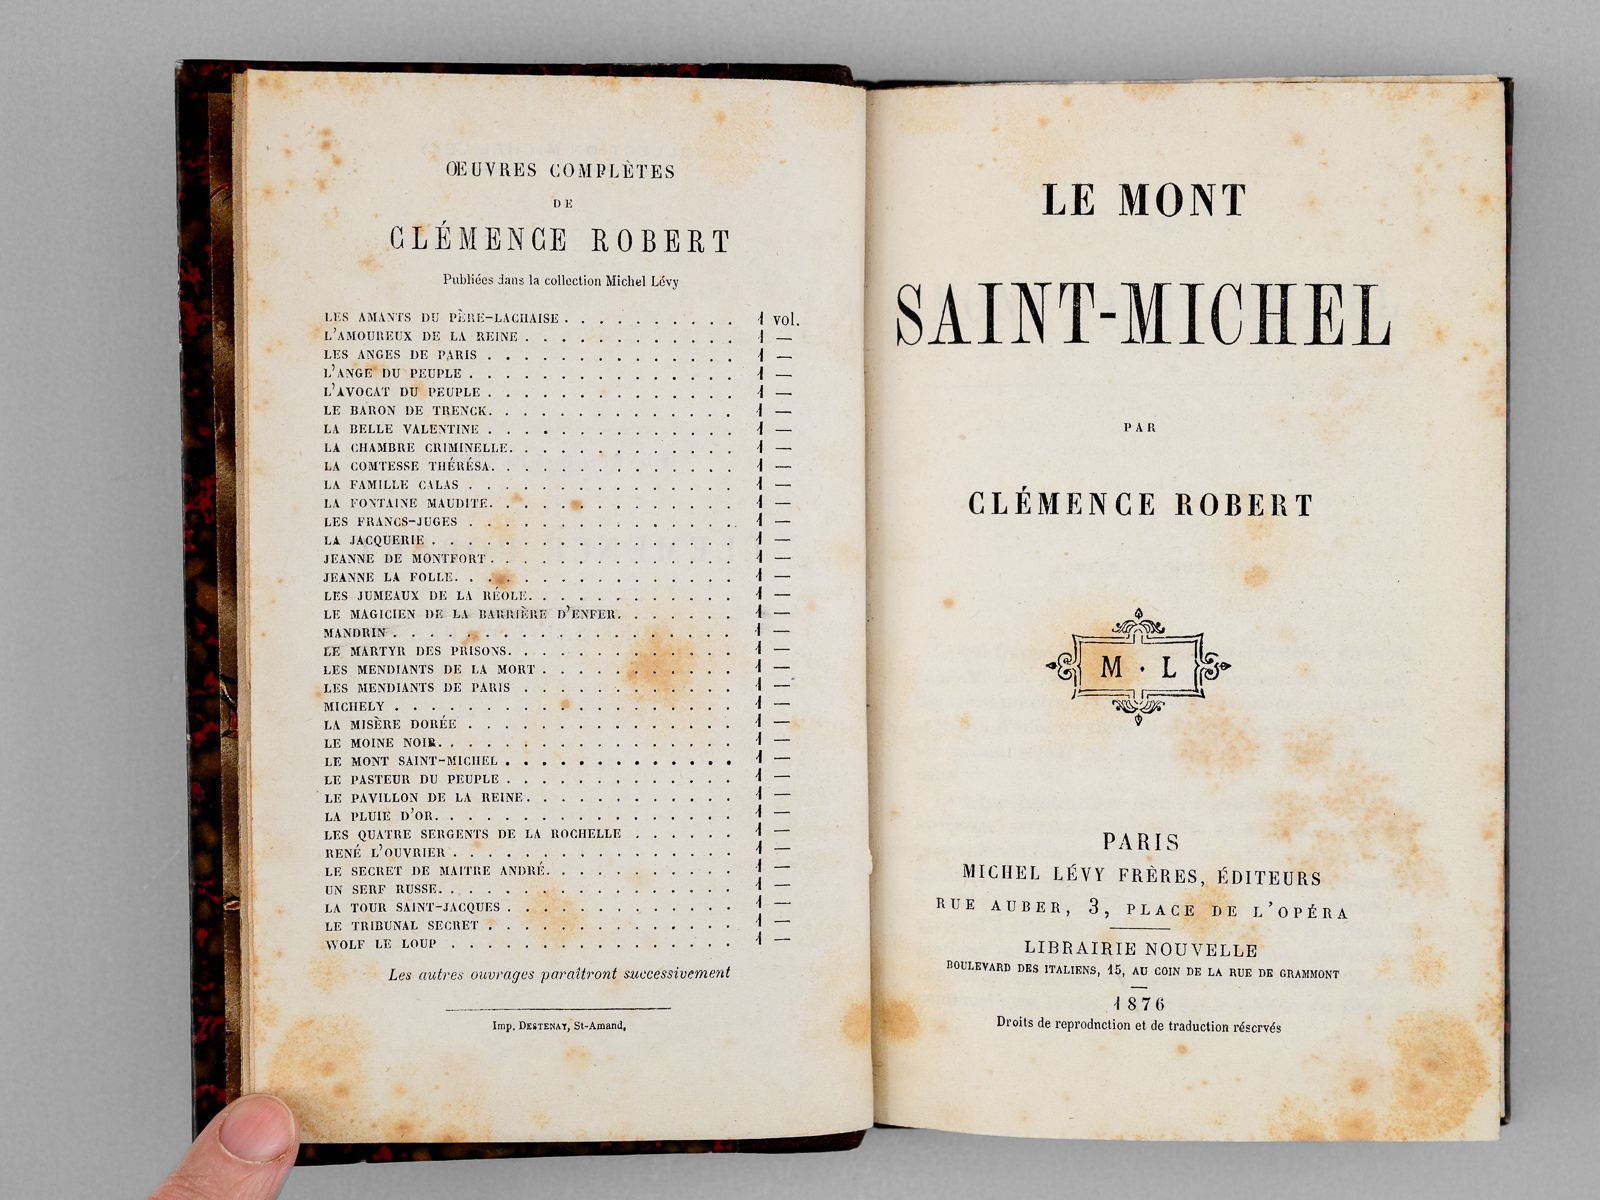 ŒUVRES COMPLÈTES
DE
CLÉMENCE ROBERT
Publiées dans la collection Michel Lévy
LES AMANTS DU PÈRE-LACHAISE . . . . . . . . . . 1 vol.
L'AMOUREUX DE LA REINE . . . . . . . . . . . . 1 —
LES ANGES DE PARIS . . . . . . . . . . . . . . 1 —
L'ANGE DU PEUPLE . . . . . . . . . . . . . . . 1 —
L'AVOCAT DU PEUPLE . . . . . . . . . . . . . . 1 —
LE BARON DE TRENCK. . . . . . . . . . . . . . 1 —
LA BELLE VALENTINE . . . . . . . . . . . . . . 1 —
LA CHAMBRE CRIMINELLE. . . . . . . . . . . . . 1 —
LA COMTESSE THÉRÉSA. . . . . . . . . . . . . . 1 —
LA FAMILLE CALAS . . . . . . . . . . . . . . . 1 —
LA FONTAINE MAUDITE. . . . . . . . . . . . . . 1 —
LES FRANCS-JUGES . . . . . . . . . . . . . . . 1 —
LA JACQUERIE . . . . . . . . . . . . . . . . . 1 —
JEANNE DE MONTFORT . . . . . . . . . . . . . . 1 —
JEANNE LA FOLLE. . . . . . . . . . . . . . . . 1 —
LES JUMEAUX DE LA RÉOLE. . . . . . . . . . . . 1 —
LE MAGICIEN DE LA BARRIÈRE D'ENFER. . . . . . . 1 —
MANDRIN . . . . . . . . . . . . . . . . . . . 1 —
LE MARTYR DES PRISONS. . . . . . . . . . . . . 1 —
LES MENDIANTS DE LA MORT . . . . . . . . . . . 1 —
LES MENDIANTS DE PARIS . . . . . . . . . . . . 1 —
MICHELY . . . . . . . . . . . . . . . . . . . 1 —
LA MISÈRE DORÉE . . . . . . . . . . . . . . . 1 —
LE MOINE NOIR. . . . . . . . . . . . . . . . . 1 —
LE MONT SAINT-MICHEL . . . . . . . . . . . . . 1 —
LE PASTEUR DU PEUPLE . . . . . . . . . . . . . 1 —
LE PAVILLON DE LA REINE. . . . . . . . . . . . 1 —
LA PLUIE D'OR. . . . . . . . . . . . . . . . . 1 —
LES QUATRE SERGENTS DE LA ROCHELLE . . . . . . 1 —
RENÉ L'OUVRIER . . . . . . . . . . . . . . . . 1 —
LE SECRET DE MAITRE ANDRÉ. . . . . . . . . . . 1 —
UN SERF RUSSE. . . . . . . . . . . . . . . . . 1 —
LA TOUR SAINT-JACQUES . . . . . . . . . . . . . 1 —
LE TRIBUNAL SECRET . . . . . . . . . . . . . . 1 —
WOLF LE LOUP . . . . . . . . . . . . . . . . . 1 —
Les autres ouvrages paraîtront successivement
Imp. DESTENAY, St-Amand.
LE MONT
SAINT-MICHEL
PAR
CLÉMENCE ROBERT
M · L
PARIS
MICHEL LÉVY FRÈRES, ÉDITEURS
RUE AUBER, 3, PLACE DE L'OPÉRA
LIBRAIRIE NOUVELLE
BOULEVARD DES ITALIENS, 15, AU COIN DE LA RUE DE GRAMMONT
1876
Droits de reproduction et de traduction réservés